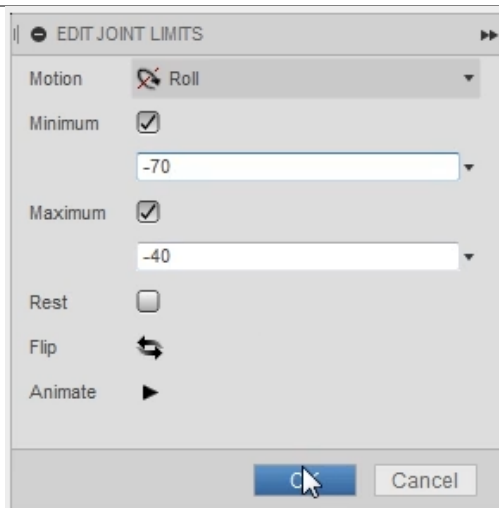 EDIT JOINT LIMITS
Motion Roll
Minimum
-70
Maximum
-40
Rest
Flip
Animate
Cancel